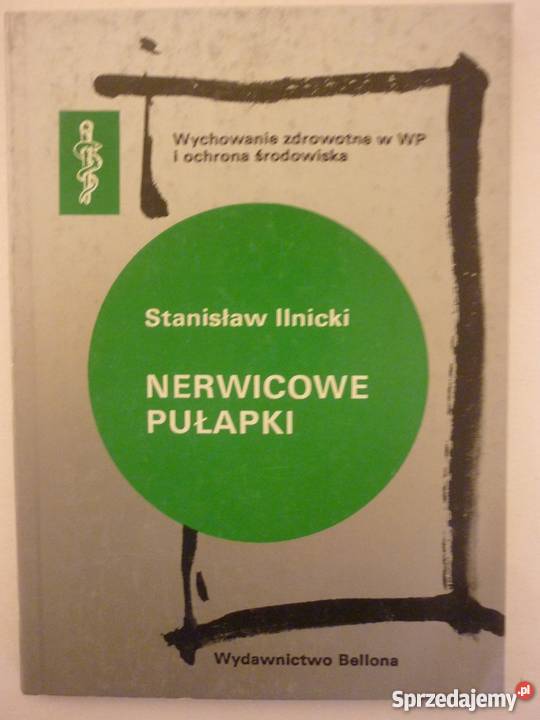 Wychowanie zdrowotne w WP
i ochrona środowiska
Stanisław Ilnicki
NERWICOWE
PUŁAPKI
Wydawnictwo Bellona
Sprzedajemy.pl